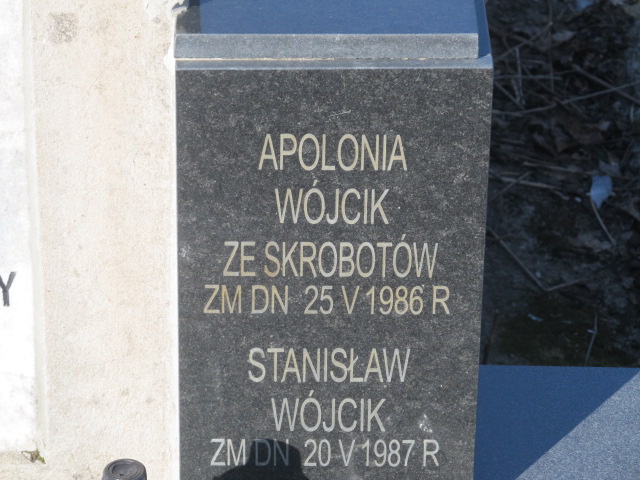 APOLONIA
WÓJCIK
ZE SKROBOTÓW
ZM DN 25 V 1986 R
STANISŁAW
WÓJCIK
ZM DN 20 V 1987 R